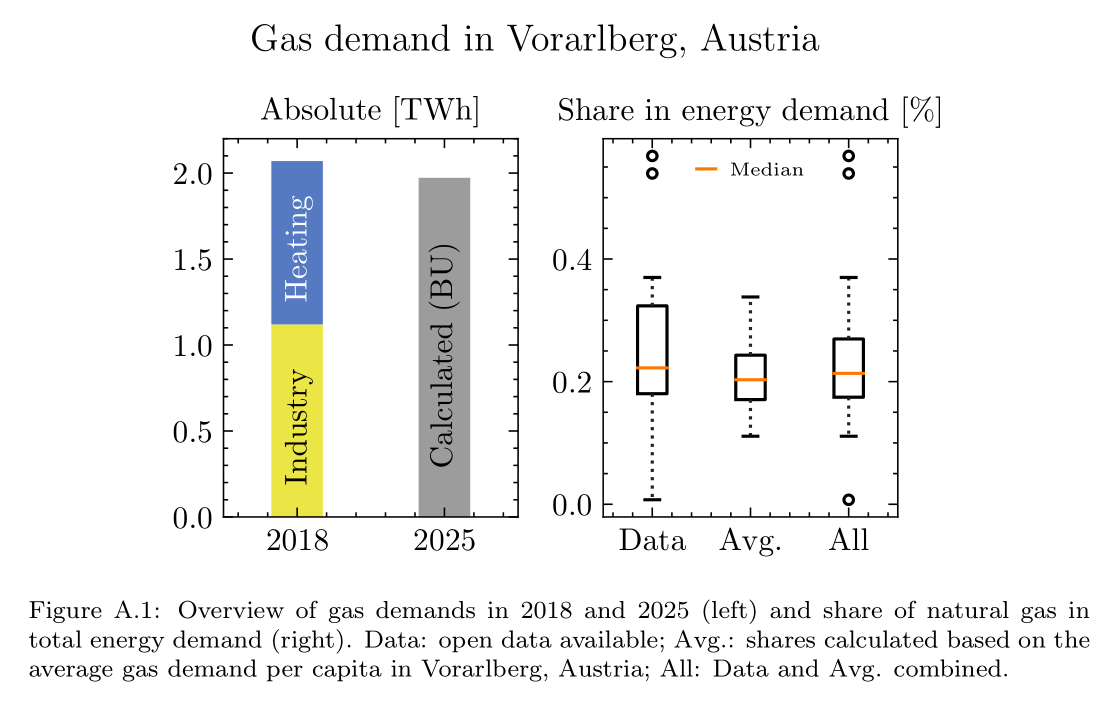 Gas demand in Vorarlberg, Austria
Absolute [TWh]
2.0
1.5
1.0
0.5
0.0
Heating
Industry
Calculated (BU)
2018 2025
Share in energy demand [%]
Median
0.4
0.2
0.0
Data Avg. All
Figure A.1: Overview of gas demands in 2018 and 2025 (left) and share of natural gas in
total energy demand (right). Data: open data available; Avg.: shares calculated based on the
average gas demand per capita in Vorarlberg, Austria; All: Data and Avg. combined.